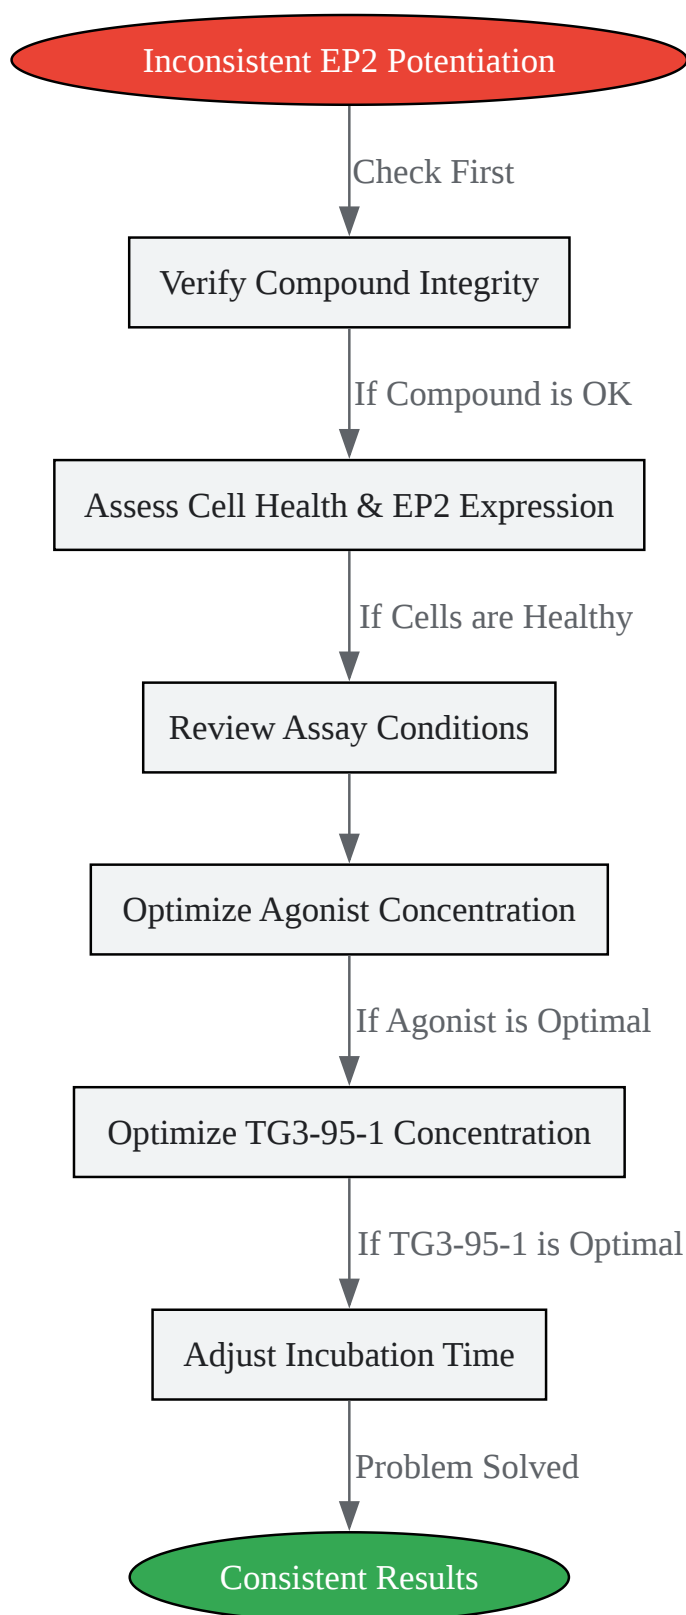 Inconsistent EP2 Potentiation
Check First
Verify Compound Integrity
If Compound is OK
Assess Cell Health & EP2 Expression
If Cells are Healthy
Review Assay Conditions
Optimize Agonist Concentration
If Agonist is Optimal
Optimize TG3-95-1 Concentration
If TG3-95-1 is Optimal
Adjust Incubation Time
Problem Solved
Consistent Results